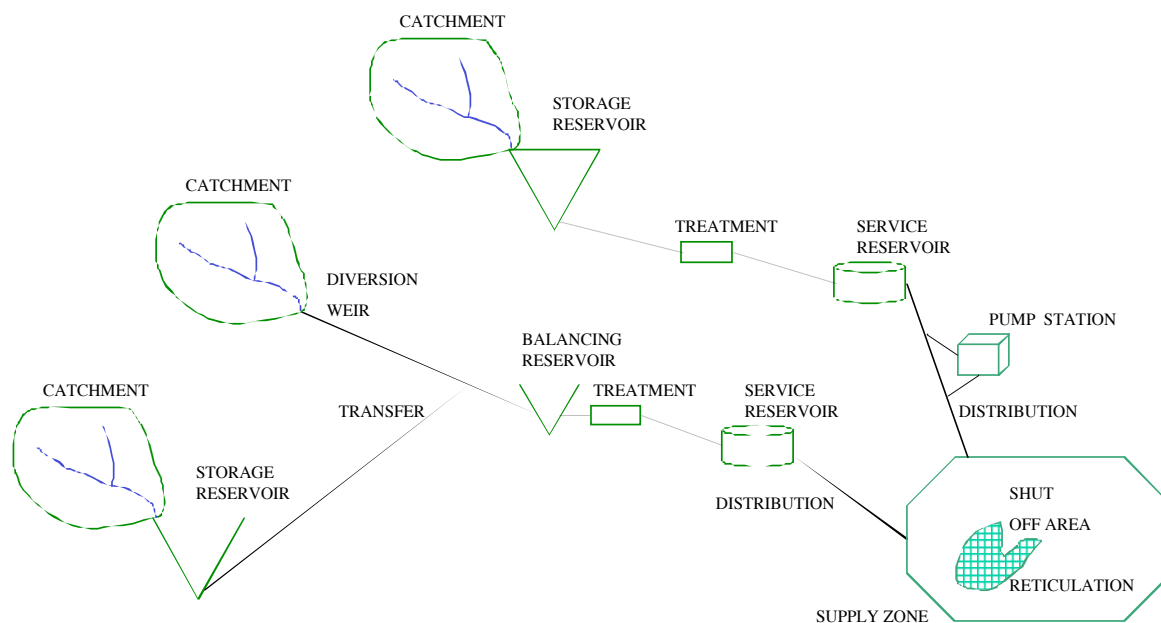 CATCHMENT
STORAGE
RESERVOIR
CATCHMENT
TREATMENT
SERVICE
RESERVOIR
DIVERSION
WEIR
PUMP STATION
BALANCING
RESERVOIR
CATCHMENT
TREATMENT
SERVICE
RESERVOIR
TRANSFER
DISTRIBUTION
STORAGE
RESERVOIR
DISTRIBUTION
SHUT
OFF AREA
RETICULATION
SUPPLY ZONE